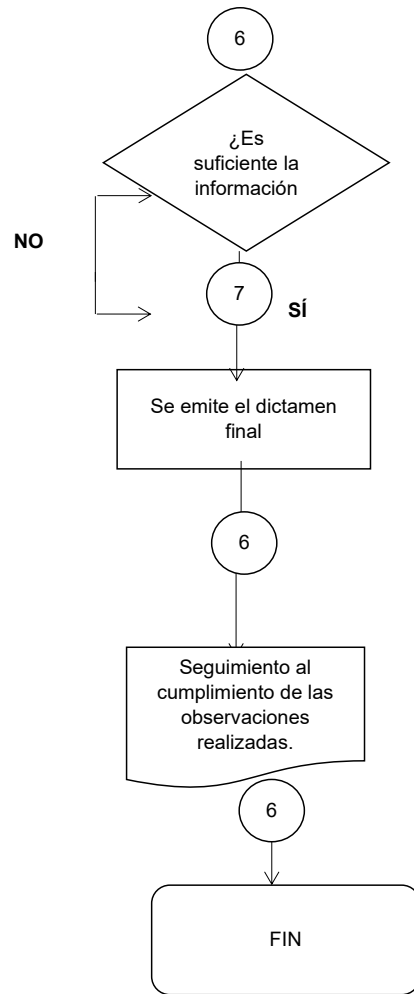 6
¿Es
suficiente la
información
NO
7
SÍ
Se emite el dictamen
final
6
Seguimiento al
cumplimiento de las
observaciones
realizadas.
6
FIN